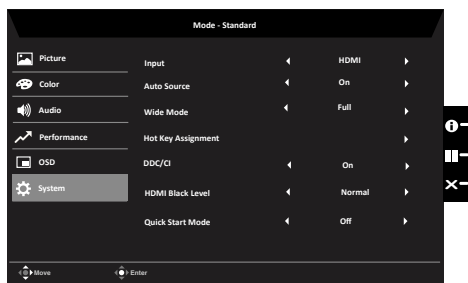 Mode - Standard
Picture
Color
Audio
Performance
OSD
System
Input HDMI
Auto Source On
Wide Mode Full
Hot Key Assignment
DDC/CI On
HDMI Black Level Normal
Quick Start Mode Off
Move Enter